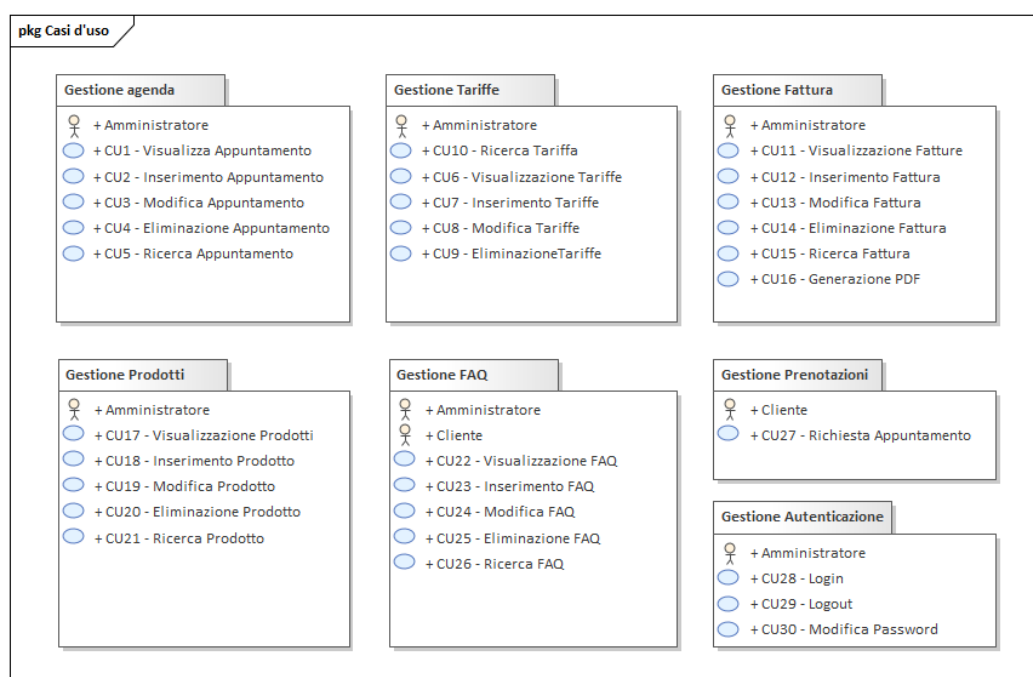 pkg Casi d'uso
Gestione agenda
+ Amministratore
+ CU1 - Visualizza Appuntamento
+ CU2 - Inserimento Appuntamento
+ CU3 - Modifica Appuntamento
+ CU4 - Eliminazione Appuntamento
+ CU5 - Ricerca Appuntamento
Gestione Tariffe
+ Amministratore
+ CU10 - Ricerca Tariffa
+ CU6 - Visualizzazione Tariffe
+ CU7 - Inserimento Tariffe
+ CU8 - Modifica Tariffe
+ CU9 - EliminazioneTariffe
Gestione Fattura
+ Amministratore
+ CU11 - Visualizzazione Fatture
+ CU12 - Inserimento Fattura
+ CU13 - Modifica Fattura
+ CU14 - Eliminazione Fattura
+ CU15 - Ricerca Fattura
+ CU16 - Generazione PDF
Gestione Prodotti
+ Amministratore
+ CU17 - Visualizzazione Prodotti
+ CU18 - Inserimento Prodotto
+ CU19 - Modifica Prodotto
+ CU20 - Eliminazione Prodotto
+ CU21 - Ricerca Prodotto
Gestione FAQ
+ Amministratore
+ Cliente
+ CU22 - Visualizzazione FAQ
+ CU23 - Inserimento FAQ
+ CU24 - Modifica FAQ
+ CU25 - Eliminazione FAQ
+ CU26 - Ricerca FAQ
Gestione Prenotazioni
+ Cliente
+ CU27 - Richiesta Appuntamento
Gestione Autenticazione
+ Amministratore
+ CU28 - Login
+ CU29 - Logout
+ CU30 - Modifica Password